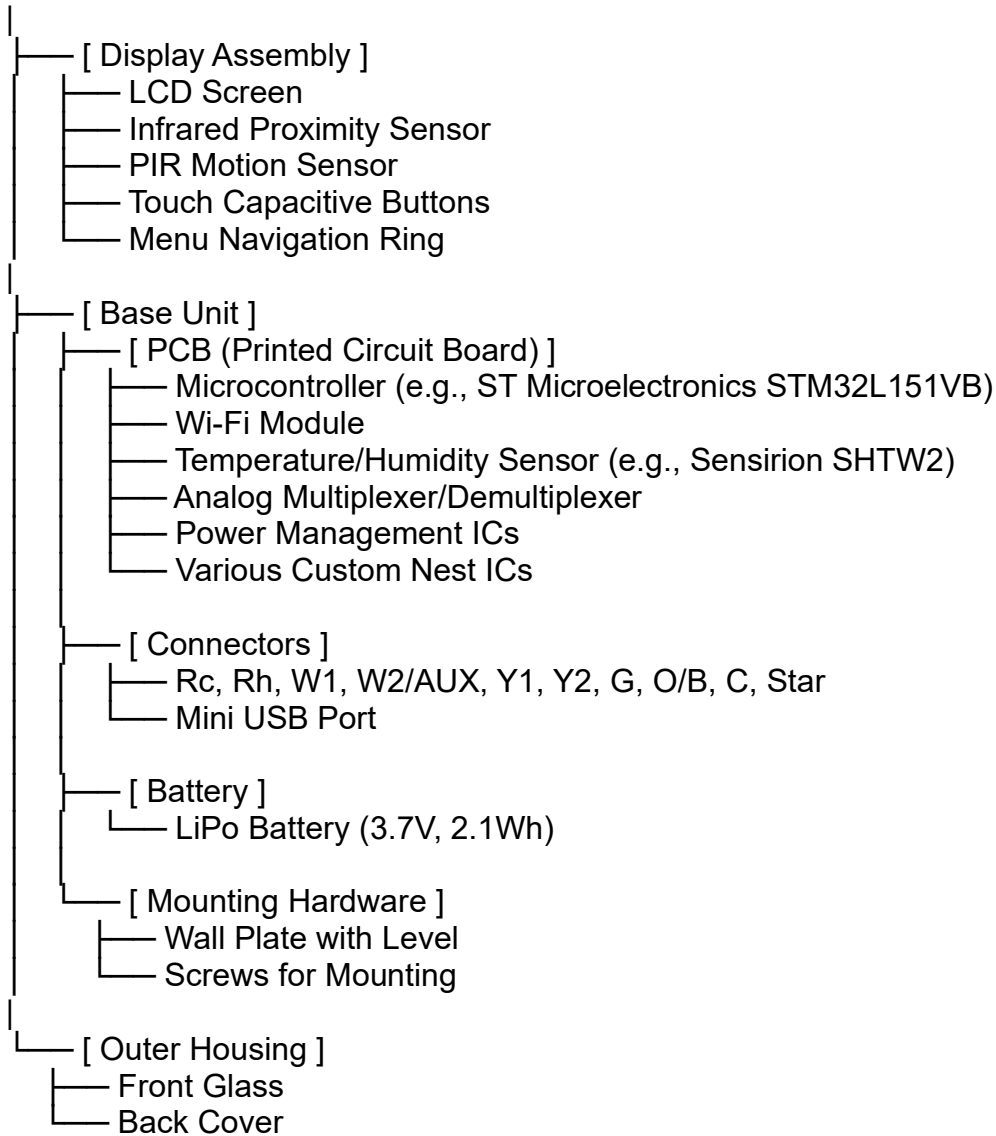 [ Display Assembly ]
LCD Screen
Infrared Proximity Sensor
PIR Motion Sensor
Touch Capacitive Buttons
Menu Navigation Ring
[ Base Unit ]
[ PCB (Printed Circuit Board) ]
Microcontroller (e.g., ST Microelectronics STM32L151VB)
Wi-Fi Module
Temperature/Humidity Sensor (e.g., Sensirion SHTW2)
Analog Multiplexer/Demultiplexer
Power Management ICs
Various Custom Nest ICs
[ Connectors ]
Rc, Rh, W1, W2/AUX, Y1, Y2, G, O/B, C, Star
Mini USB Port
[ Battery ]
LiPo Battery (3.7V, 2.1Wh)
[ Mounting Hardware ]
Wall Plate with Level
Screws for Mounting
[ Outer Housing ]
Front Glass
Back Cover